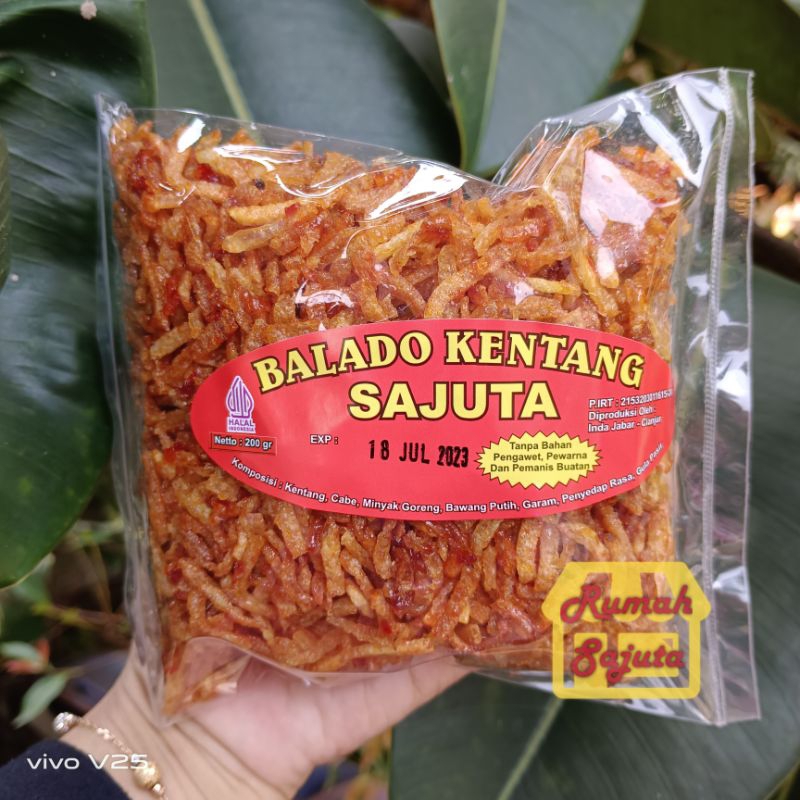 BALADO KENTANG
SAJUTA
HALAL
INDONESIA
Netto : 200 gr
EXP :
18 JUL 2023
Tanpa Bahan
Pengawet, Pewarna
Dan Pemanis Buatan
P.IRT :
Diproduksi Oleh :
Inda Jabar - Cianjur
Komposisi : Kentang, Cabe, Minyak Goreng, Bawang Putih, Garam, Penyedap Rasa, Gula Pasir.
Rumah
Sajuta
vivo V25